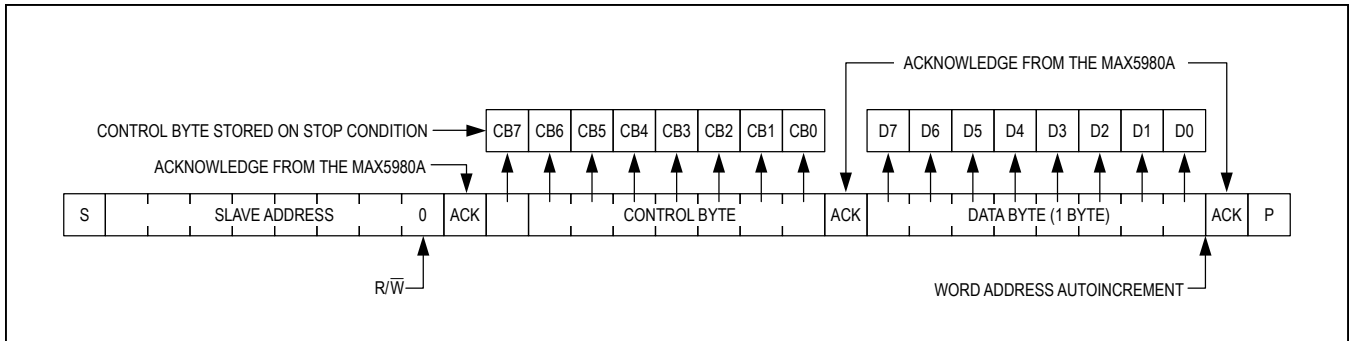 ACKNOWLEDGE FROM THE MAX5980A
CONTROL BYTE STORED ON STOP CONDITION
CB7 CB6 CB5 CB4 CB3 CB2 CB1 CB0
D7 D6 D5 D4 D3 D2 D1 D0
ACKNOWLEDGE FROM THE MAX5980A
S SLAVE ADDRESS 0 ACK CONTROL BYTE ACK DATA BYTE (1 BYTE) ACK P
R/W̅
WORD ADDRESS AUTOINCREMENT